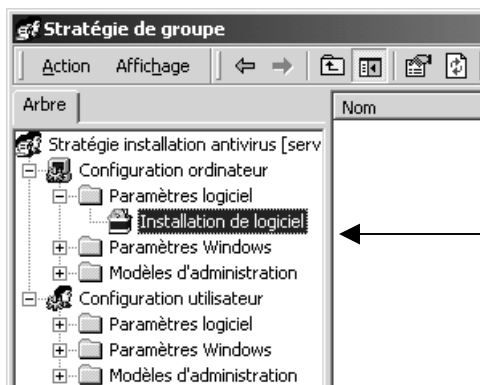 Stratégie de groupe
Action Affichage
Arbre
Nom
Stratégie installation antivirus [serv
Configuration ordinateur
Paramètres logiciel
Installation de logiciel
Paramètres Windows
Modèles d'administration
Configuration utilisateur
Paramètres logiciel
Paramètres Windows
Modèles d'administration